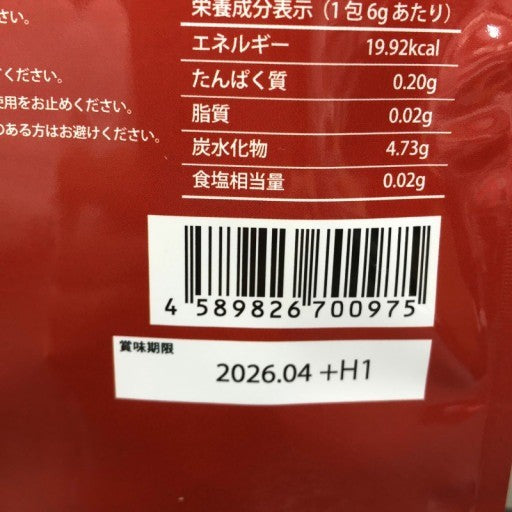 栄養成分表示（1包6gあたり）
エネルギー 19.92kcal
たんぱく質 0.20g
脂質 0.02g
炭水化物 4.73g
食塩相当量 0.02g
さい。
ください。
使用をお止めください。
のある方はお避けください。
4 589826 700975
賞味期限
2026.04 +H1